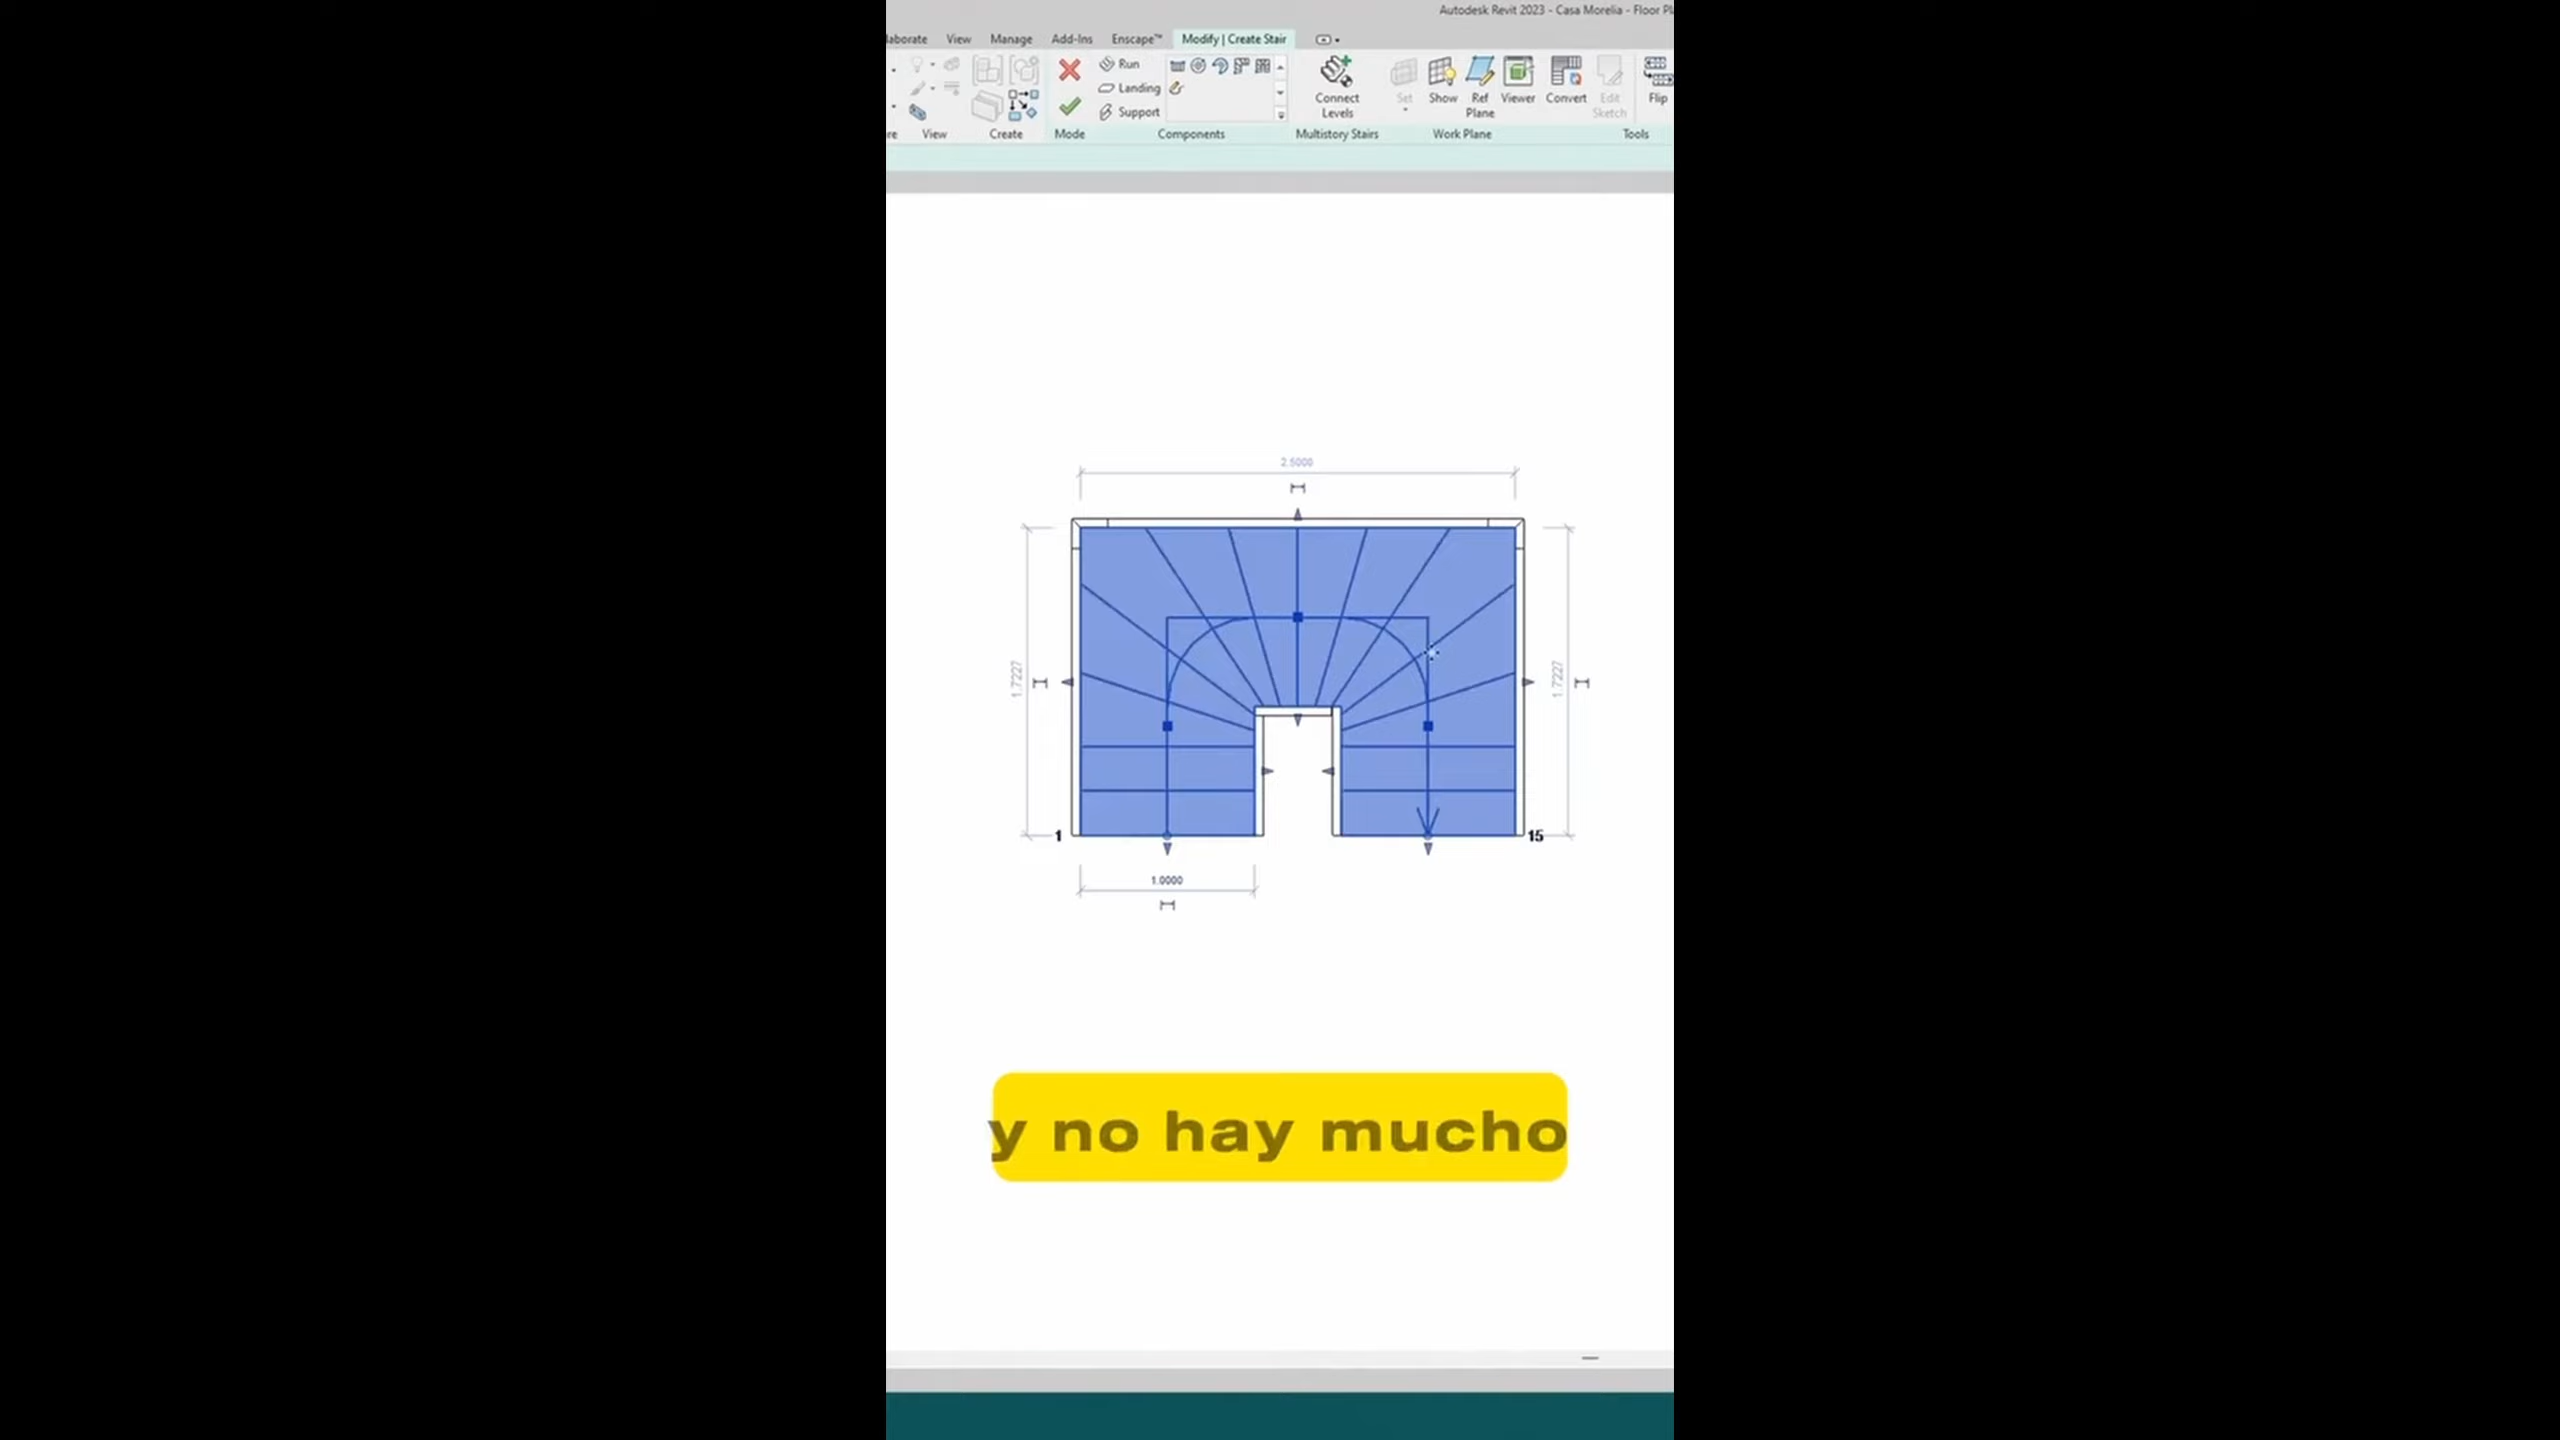 Autodesk Revit 2023 - Casa Morelia - Floor Pl
laborate View Manage Add-Ins Enscape™ Modify | Create Stair
Run
Landing
Support
Connect Levels
Set
Show
Ref Plane
Viewer
Convert
Edit Sketch
Flip
re View Create Mode Components Multistory Stairs Work Plane Tools
2.5000
1.7227
1.7227
1
15
1.0000
y no hay mucho